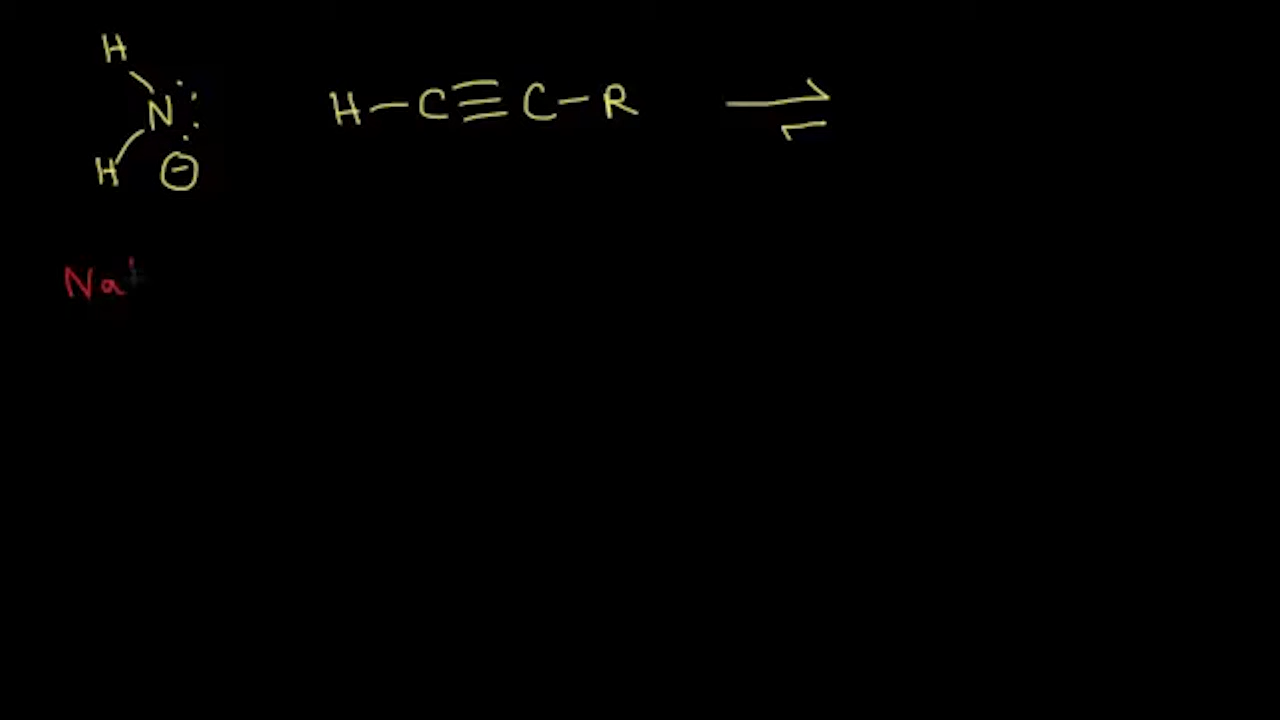 H
N
H ⊖
H-C≡C-R ⇌
Na⁺